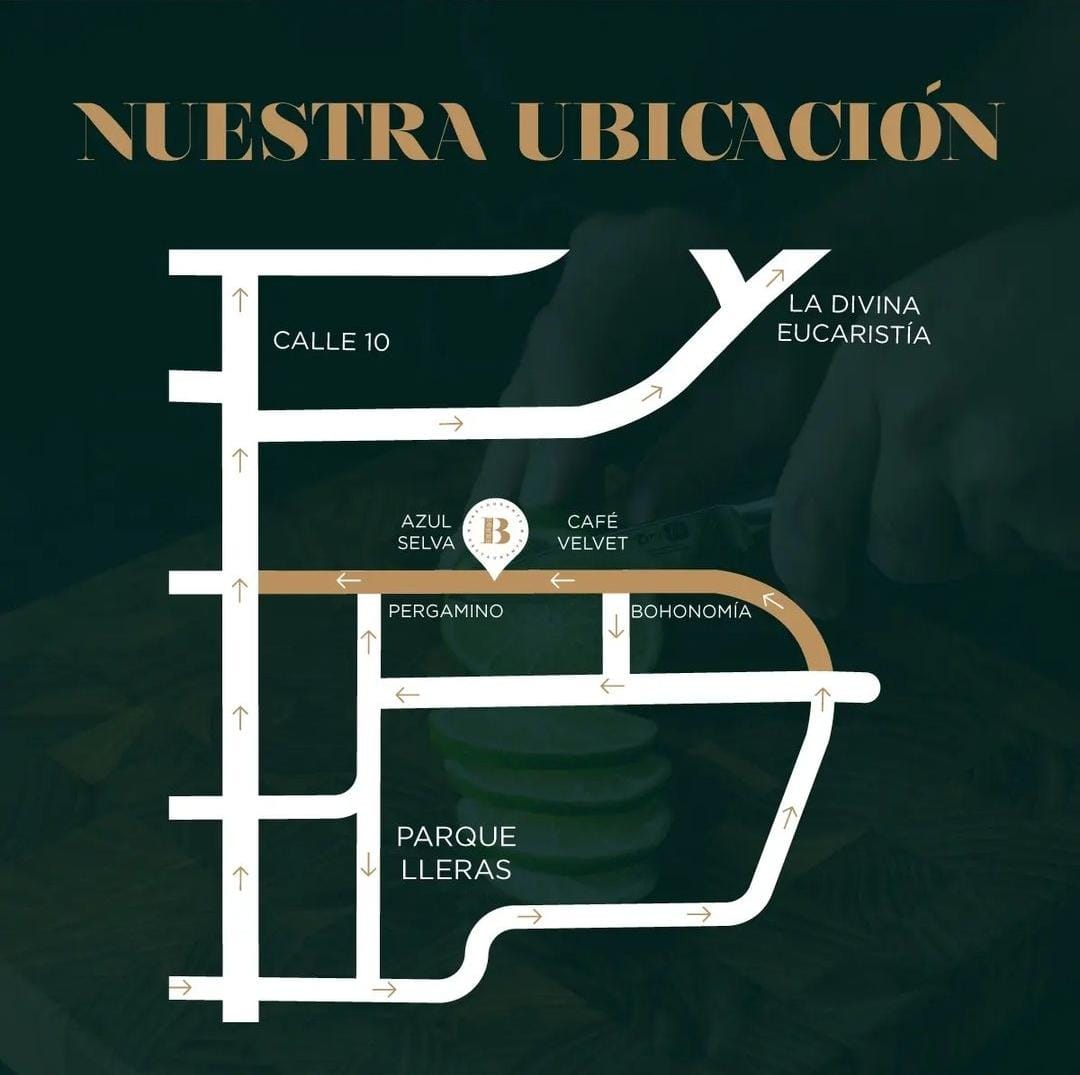 NUESTRA UBICACIÓN
CALLE 10
LA DIVINA
EUCARISTÍA
AZUL
SELVA
B
CAFÉ
VELVET
PERGAMINO
BOHONOMÍA
PARQUE
LLERAS